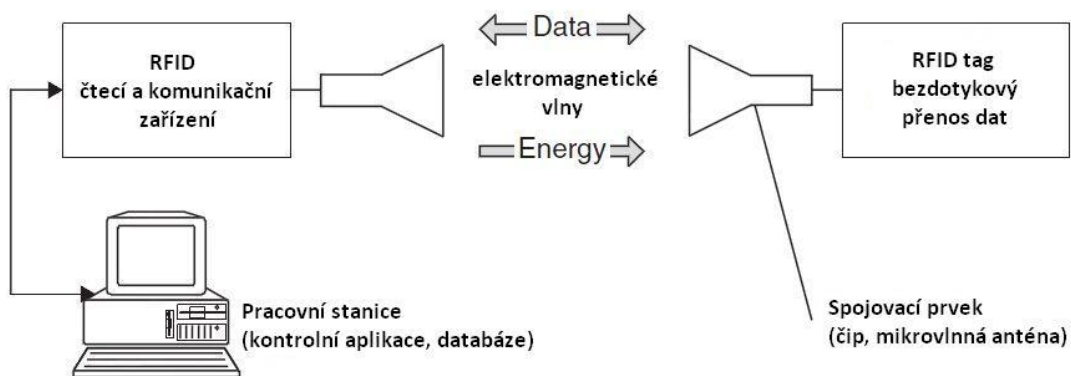 RFID
čtecí a komunikační
zařízení
Data
elektromagnetické
vlny
Energy
RFID tag
bezdotykový
přenos dat
Pracovní stanice
(kontrolní aplikace, databáze)
Spojovací prvek
(čip, mikrovlnná anténa)